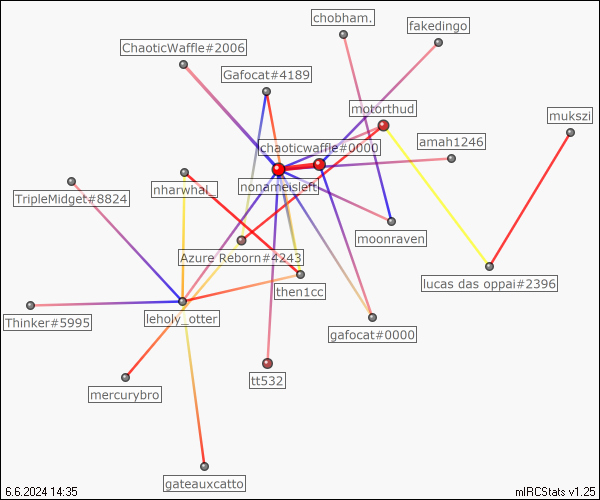 chobham.
fakedingo
ChaoticWaffle#2006
Gafocat#4189
motorthud
mukszi
chaoticwaffle#0000
amah1246
nharwhal_
nonameisleft
TripleMidget#8824
moonraven
Azure Reborn#4243
then1cc
lucas das oppai#2396
Thinker#5995
leholy_otter
gafocat#0000
tt532
mercurybro
gateauxcatto
6.6.2024 14:35
mIRCStats v1.25